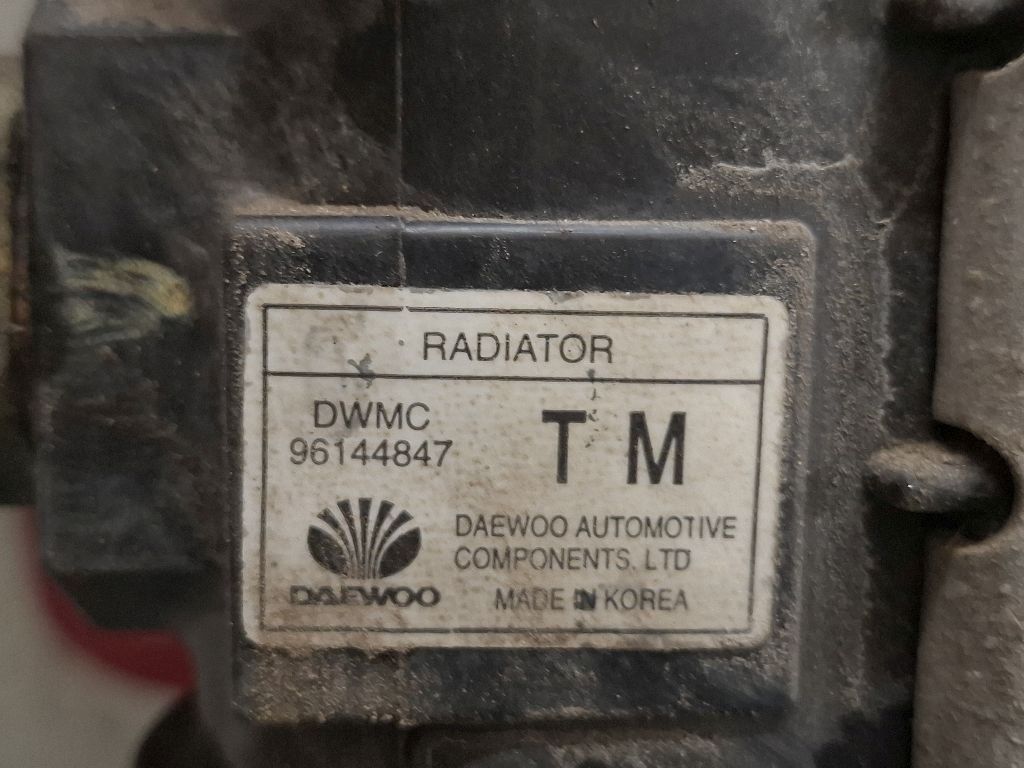 RADIATOR
DWMC
96144847
T M
DAEWOO AUTOMOTIVE
COMPONENTS. LTD
DAEWOO
MADE IN KOREA